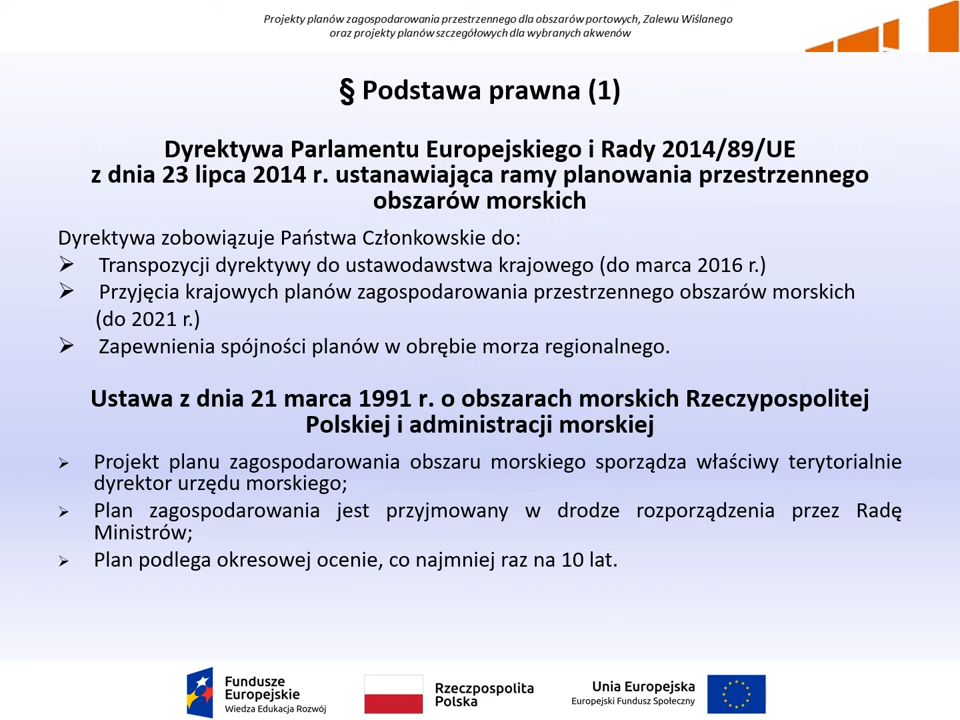 Projekty planów zagospodarowania przestrzennego dla obszarów portowych, Zalewu Wiślanego
oraz projekty planów szczegółowych dla wybranych akwenów
§ Podstawa prawna (1)
Dyrektywa Parlamentu Europejskiego i Rady 2014/89/UE
z dnia 23 lipca 2014 r. ustanawiająca ramy planowania przestrzennego
obszarów morskich
Dyrektywa zobowiązuje Państwa Członkowskie do:
➢ Transpozycji dyrektywy do ustawodawstwa krajowego (do marca 2016 r.)
➢ Przyjęcia krajowych planów zagospodarowania przestrzennego obszarów morskich
(do 2021 r.)
➢ Zapewnienia spójności planów w obrębie morza regionalnego.
Ustawa z dnia 21 marca 1991 r. o obszarach morskich Rzeczypospolitej
Polskiej i administracji morskiej
➢ Projekt planu zagospodarowania obszaru morskiego sporządza właściwy terytorialnie
dyrektor urzędu morskiego;
➢ Plan zagospodarowania jest przyjmowany w drodze rozporządzenia przez Radę
Ministrów;
➢ Plan podlega okresowej ocenie, co najmniej raz na 10 lat.
Fundusze
Europejskie
Wiedza Edukacja Rozwój
Rzeczpospolita
Polska
Unia Europejska
Europejski Fundusz Społeczny